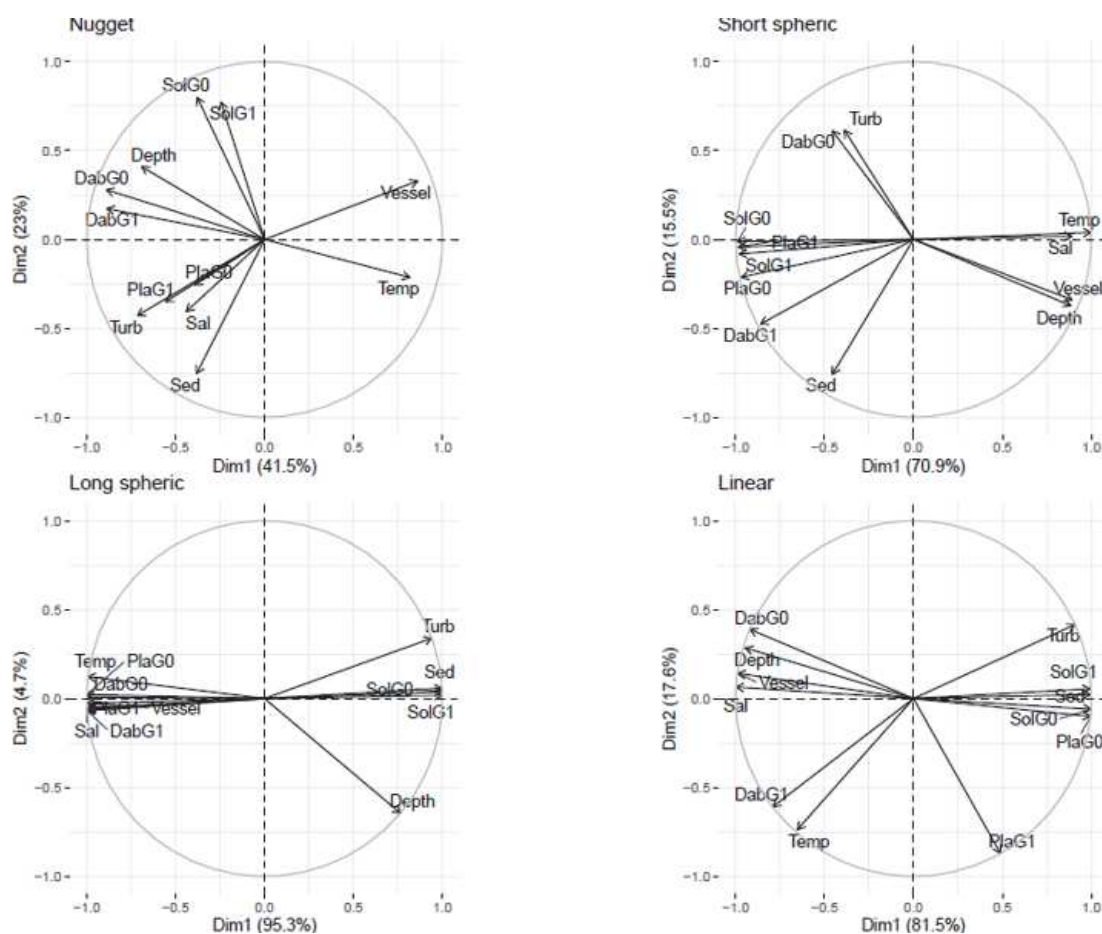 Nugget
1.0
0.5
0.0
−0.5
−1.0
Dim2 (23%)
SolG0
SolG1
Depth
DabG0
Vessel
DabG1
PlaG0
Temp
PlaG1
Turb
Sal
Sed
−1.0 −0.5 0.0 0.5 1.0
Dim1 (41.5%)
Short spheric
1.0
0.5
0.0
−0.5
−1.0
Dim2 (15.5%)
Turb
DabG0
SolG0
Temp
PlaG1
Sal
SolG1
PlaG0
Vessel
Depth
DabG1
Sed
−1.0 −0.5 0.0 0.5 1.0
Dim1 (70.9%)
Long spheric
1.0
0.5
0.0
−0.5
−1.0
Dim2 (4.7%)
Turb
Temp PlaG0
Sed
DabG0
SolG0
PlaG1 Vessel
SolG1
Sal DabG1
Depth
−1.0 −0.5 0.0 0.5 1.0
Dim1 (95.3%)
Linear
1.0
0.5
0.0
−0.5
−1.0
Dim2 (17.6%)
DabG0
Turb
Depth
SolG1
Vessel
Sed
Sal
SolG0
PlaG0
DabG1
Temp
PlaG1
−1.0 −0.5 0.0 0.5 1.0
Dim1 (81.5%)